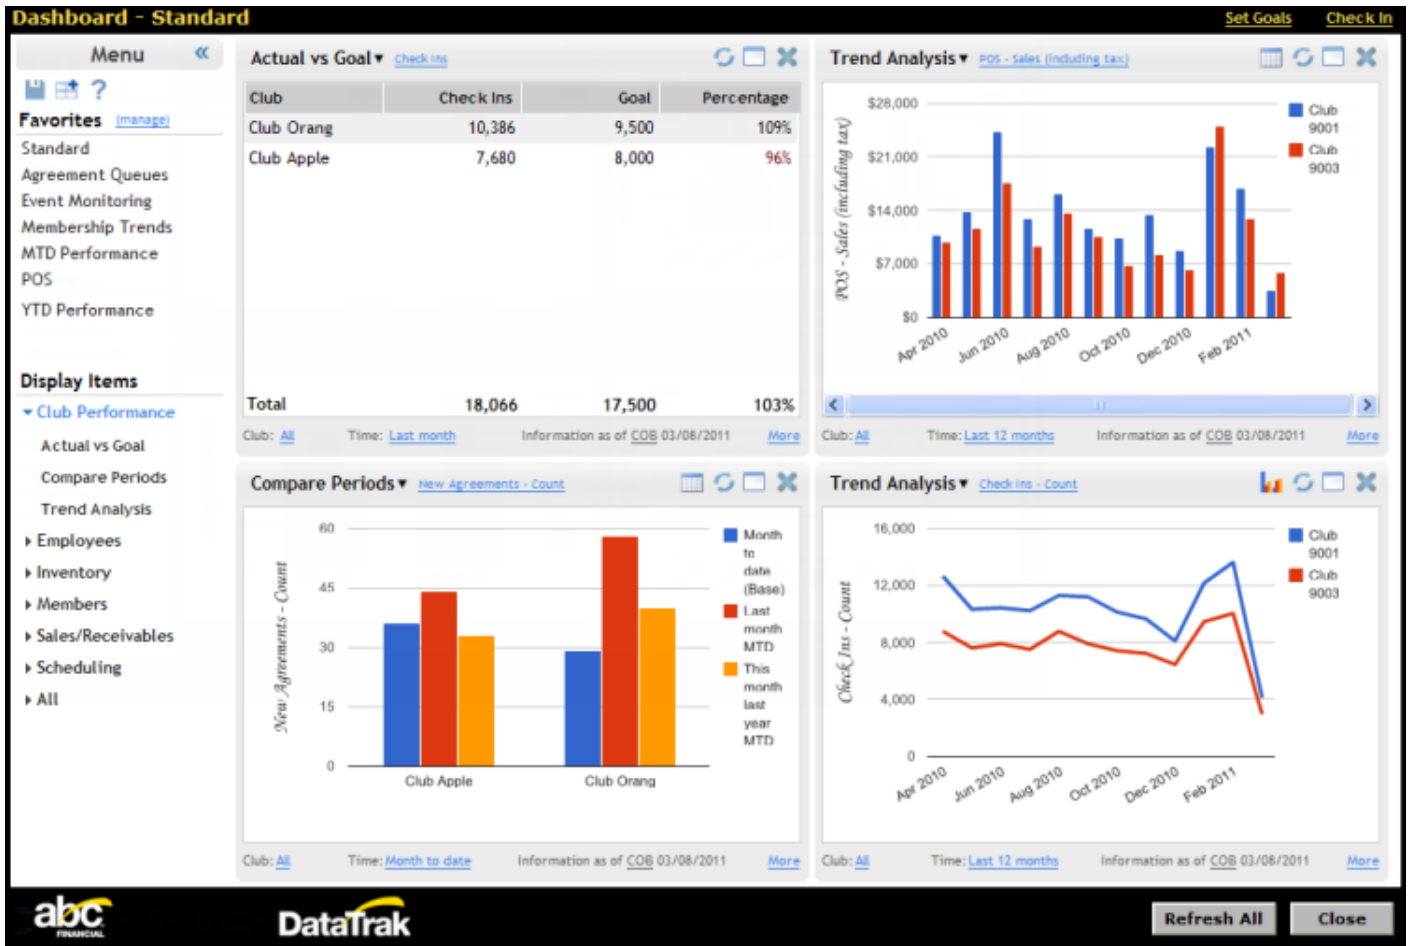 Dashboard - Standard
Set Goals Check In
Menu «
?
Favorites (manage)
Standard
Agreement Queues
Event Monitoring
Membership Trends
MTD Performance
POS
YTD Performance
Display Items
Club Performance
Actual vs Goal
Compare Periods
Trend Analysis
Employees
Inventory
Members
Sales/Receivables
Scheduling
All
Actual vs Goal Check Ins
Club Check Ins Goal Percentage
Club Orang 10,386 9,500 109%
Club Apple 7,680 8,000 96%
Total 18,066 17,500 103%
Club: All Time: Last month Information as of COB 03/08/2011 More
Trend Analysis POS - Sales (including tax)
POS - Sales (including tax)
$28,000
$21,000
$14,000
$7,000
$0
Apr 2010 Jun 2010 Aug 2010 Oct 2010 Dec 2010 Feb 2011
Club
9001
Club
9003
Club: All Time: Last 12 months Information as of COB 03/08/2011 More
Compare Periods New Agreements - Count
New Agreements - Count
60
45
30
15
0
Club Apple Club Orang
Month
to
date
(Base)
Last
month
MTD
This
month
last
year
MTD
Club: All Time: Month to date Information as of COB 03/08/2011 More
Trend Analysis Check Ins - Count
Check Ins - Count
16,000
12,000
8,000
4,000
0
Apr 2010 Jun 2010 Aug 2010 Oct 2010 Dec 2010 Feb 2011
Club
9001
Club
9003
Club: All Time: Last 12 months Information as of COB 03/08/2011 More
abc
FINANCIAL
DataTrak
Refresh All Close